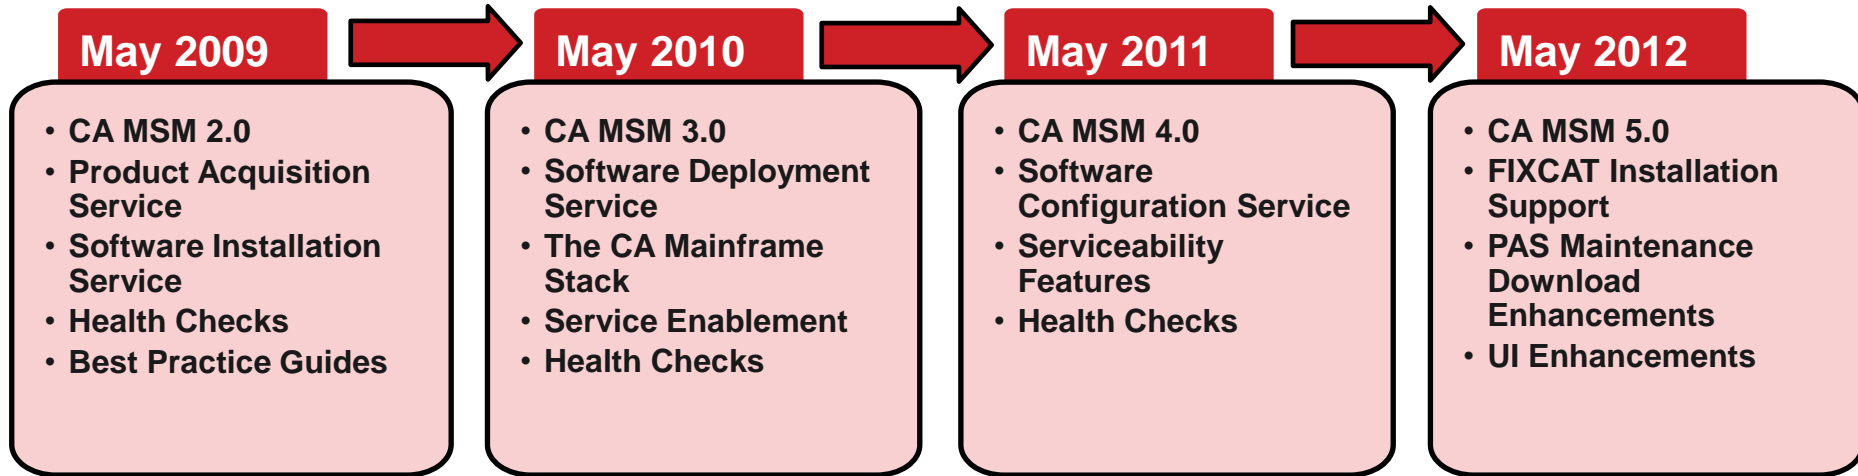 May 2009
• CA MSM 2.0
• Product Acquisition
Service
• Software Installation
Service
• Health Checks
• Best Practice Guides
May 2010
• CA MSM 3.0
• Software Deployment
Service
• The CA Mainframe
Stack
• Service Enablement
• Health Checks
May 2011
• CA MSM 4.0
• Software
Configuration Service
• Serviceability
Features
• Health Checks
May 2012
• CA MSM 5.0
• FIXCAT Installation
Support
• PAS Maintenance
Download
Enhancements
• UI Enhancements